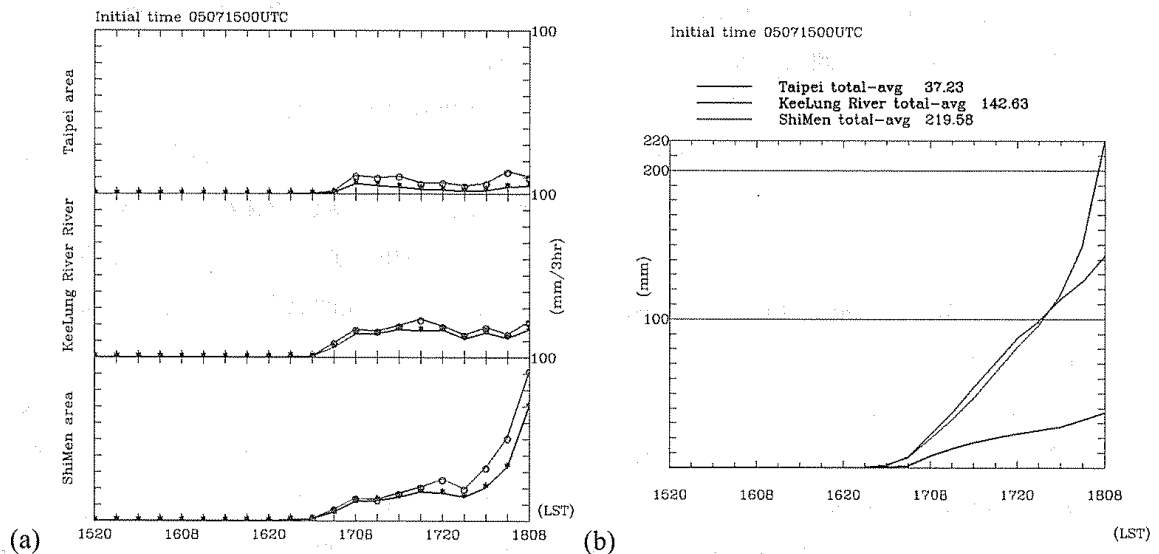 Initial time 05071500UTC
100
Taipei area
100
KeeLung River River
(mm/3hr)
100
ShiMen area
(LST)
1520 1608 1620 1708 1720 1808
(a)
Initial time 05071500UTC
Taipei total-avg 37.23
KeeLung River total-avg 142.63
ShiMen total-avg 219.58
220
200
(mm)
100
1520 1608 1620 1708 1720 1808
(LST)
(b)